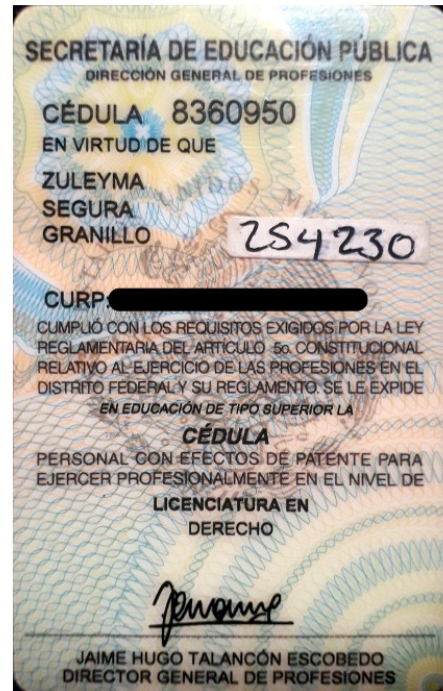 SECRETARÍA DE EDUCACIÓN PÚBLICA
DIRECCIÓN GENERAL DE PROFESIONES
CÉDULA 8360950
EN VIRTUD DE QUE
ZULEYMA
SEGURA
GRANILLO
254230
CURP:
CUMPLIÓ CON LOS REQUISITOS EXIGIDOS POR LA LEY
REGLAMENTARIA DEL ARTÍCULO 5o. CONSTITUCIONAL
RELATIVO AL EJERCICIO DE LAS PROFESIONES EN EL
DISTRITO FEDERAL Y SU REGLAMENTO, SE LE EXPIDE
EN EDUCACIÓN DE TIPO SUPERIOR LA
CÉDULA
PERSONAL CON EFECTOS DE PATENTE PARA
EJERCER PROFESIONALMENTE EN EL NIVEL DE
LICENCIATURA EN
DERECHO
JAIME HUGO TALANCÓN ESCOBEDO
DIRECTOR GENERAL DE PROFESIONES